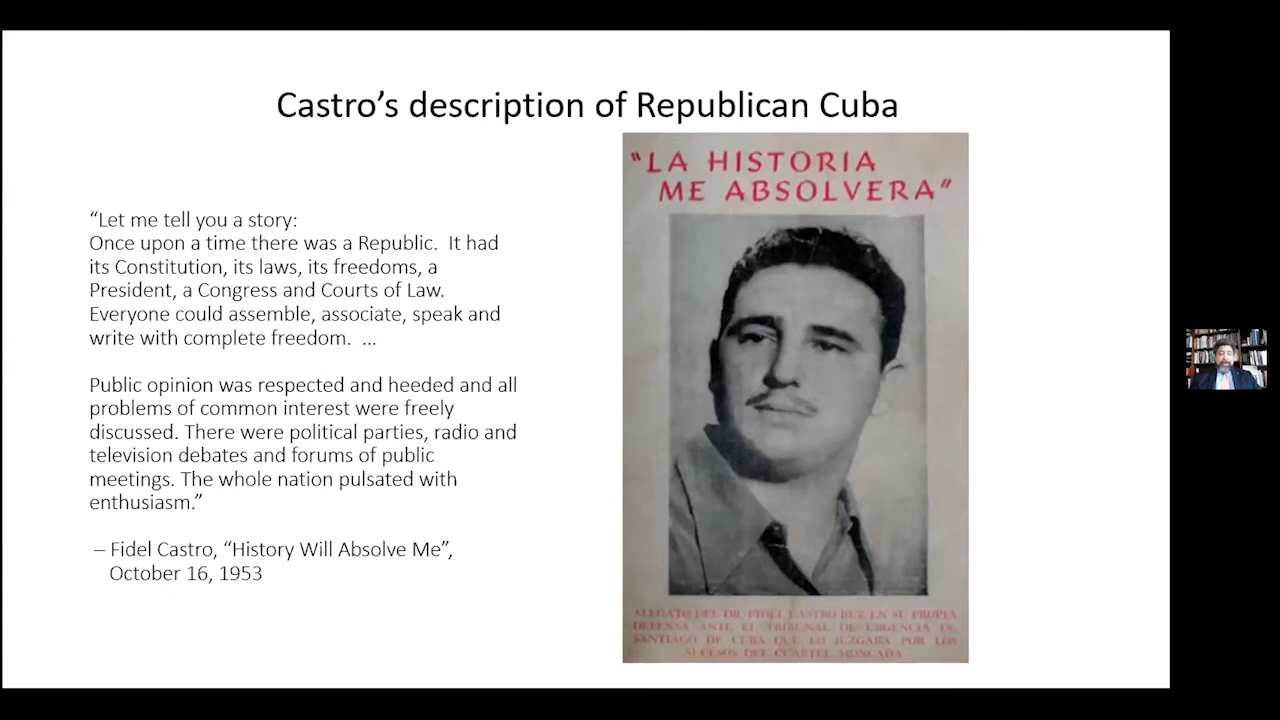 Castro’s description of Republican Cuba
“Let me tell you a story:
Once upon a time there was a Republic.  It had
its Constitution, its laws, its freedoms, a
President, a Congress and Courts of Law.
Everyone could assemble, associate, speak and
write with complete freedom.  ...
Public opinion was respected and heeded and all
problems of common interest were freely
discussed. There were political parties, radio and
television debates and forums of public
meetings. The whole nation pulsated with
enthusiasm.”
– Fidel Castro, “History Will Absolve Me”,
October 16, 1953
“LA HISTORIA
ME ABSOLVERA”
ALEGATO DEL DR. FIDEL CASTRO RUZ EN SU PROPIA
DEFENSA ANTE EL TRIBUNAL DE URGENCIA DE
SANTIAGO DE CUBA QUE LO JUZGABA POR LOS
SUCESOS DEL CUARTEL MONCADA